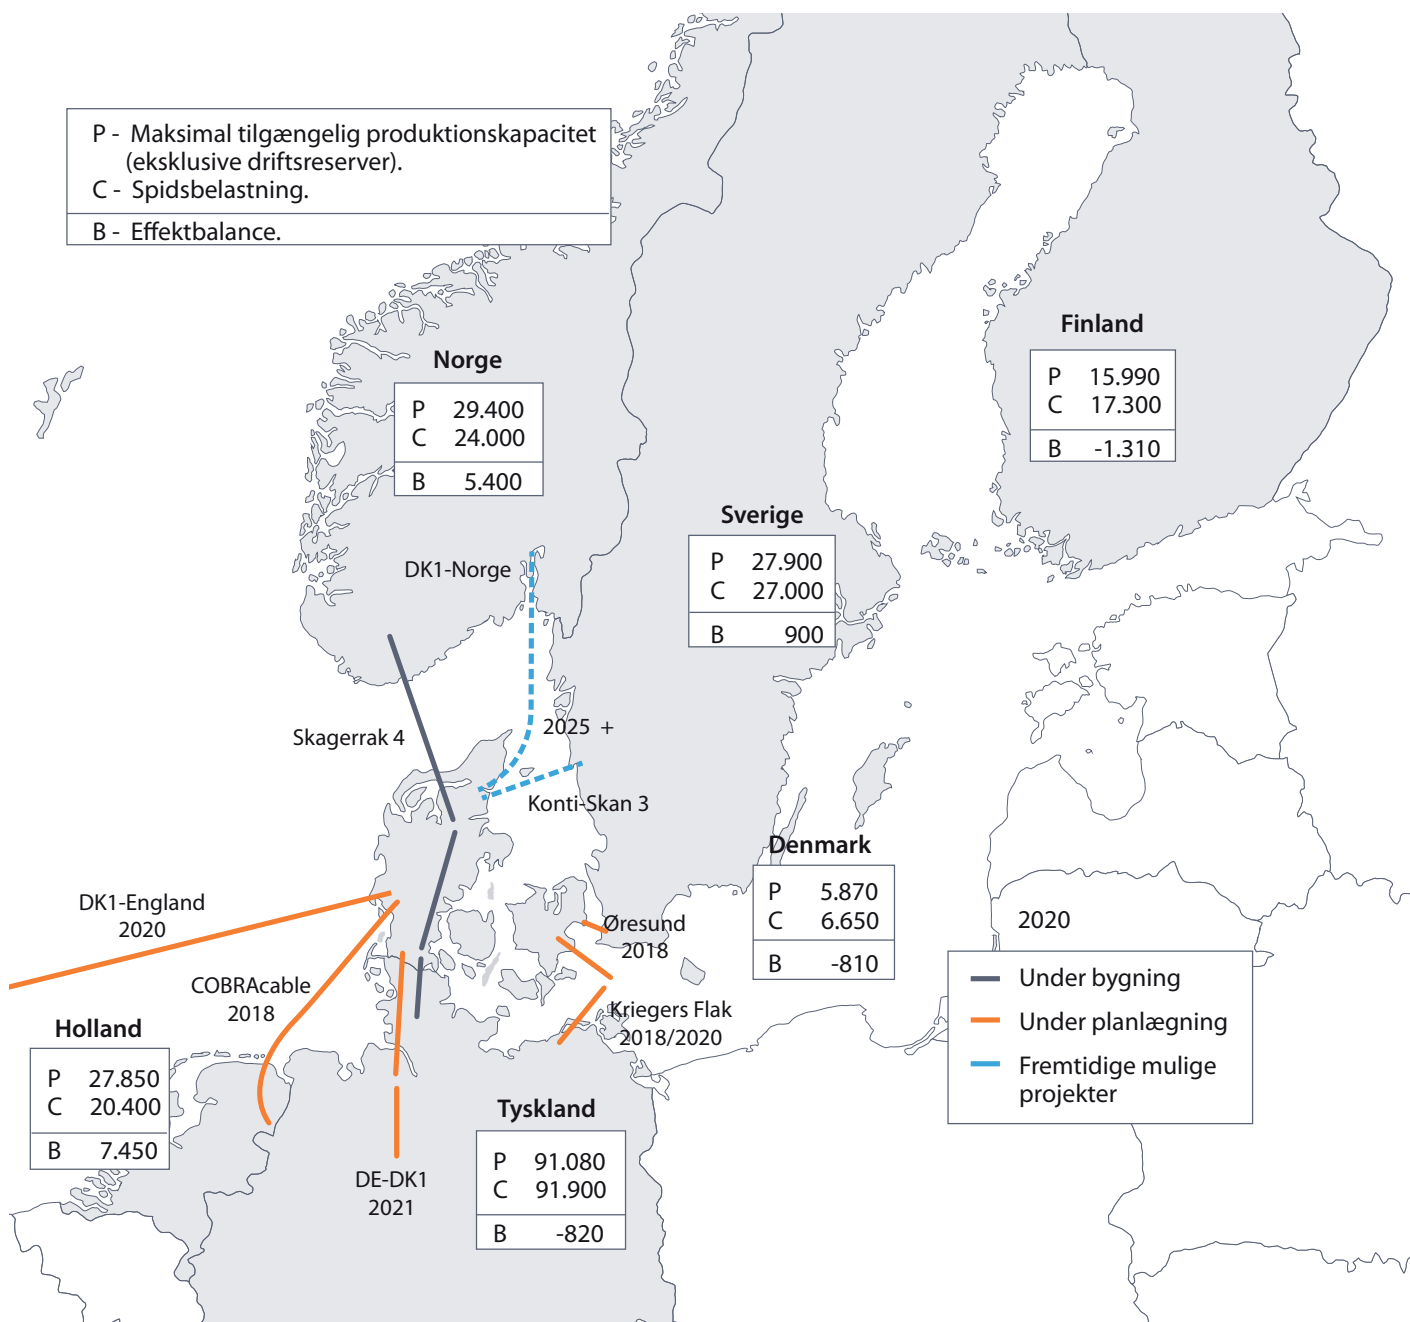 P - Maksimal tilgængelig produktionskapacitet
(eksklusive driftsreserver).
C - Spidsbelastning.
B - Effektbalance.
Finland
P 15.990
C 17.300
B -1.310
Norge
P 29.400
C 24.000
B 5.400
Sverige
P 27.900
C 27.000
B 900
DK1-Norge
2025 +
Skagerrak 4
Konti-Skan 3
Denmark
P 5.870
C 6.650
B -810
DK1-England
2020
Øresund
2018
COBRAcable
2018
Kriegers Flak
2018/2020
2020
Under bygning
Under planlægning
Fremtidige mulige
projekter
Holland
P 27.850
C 20.400
B 7.450
Tyskland
P 91.080
C 91.900
B -820
DE-DK1
2021